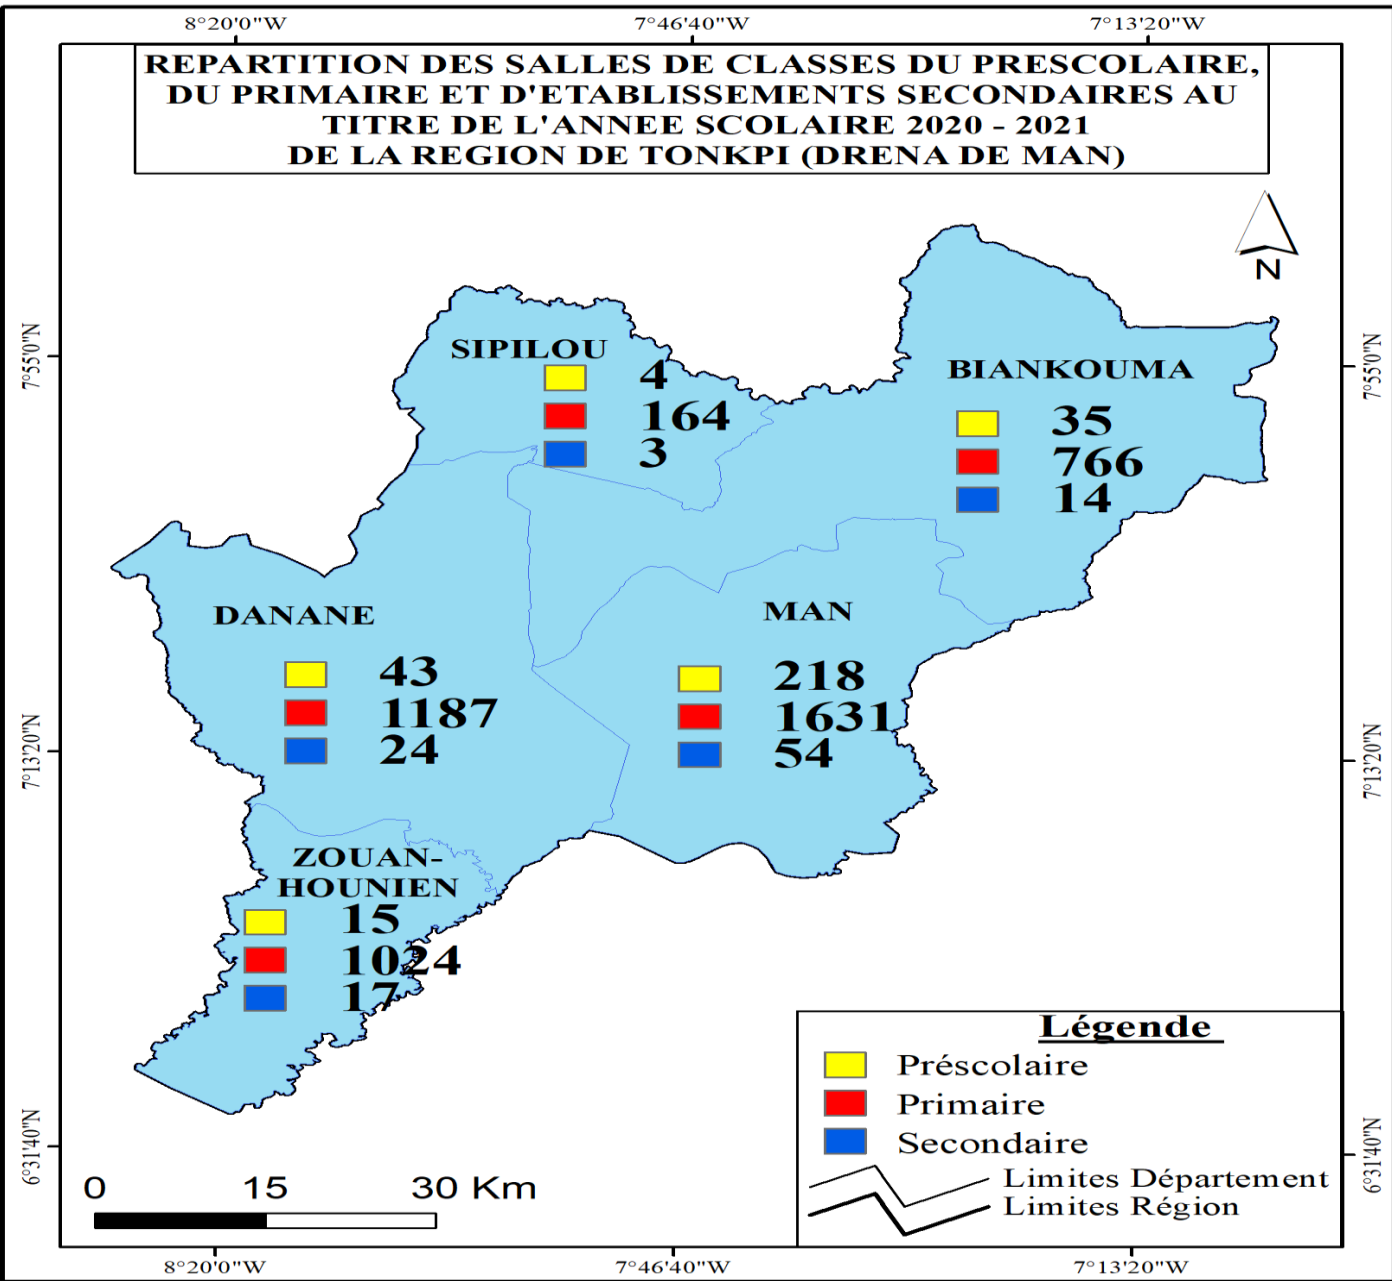 8°20'0"W 7°46'40"W 7°13'20"W
REPARTITION DES SALLES DE CLASSES DU PRESCOLAIRE,
DU PRIMAIRE ET D'ETABLISSEMENTS SECONDAIRES AU
TITRE DE L'ANNEE SCOLAIRE 2020 - 2021
DE LA REGION DE TONKPI (DRENA DE MAN)
N
7°55'0"N
7°55'0"N
SIPILOU
4
164
3
BIANKOUMA
35
766
14
DANANE
43
1187
24
MAN
218
1631
54
7°13'20"N
7°13'20"N
ZOUAN-
HOUNIEN
15
1024
17
Légende
Préscolaire
Primaire
Secondaire
Limites Département
Limites Région
6°31'40"N
6°31'40"N
0 15 30 Km
8°20'0"W 7°46'40"W 7°13'20"W